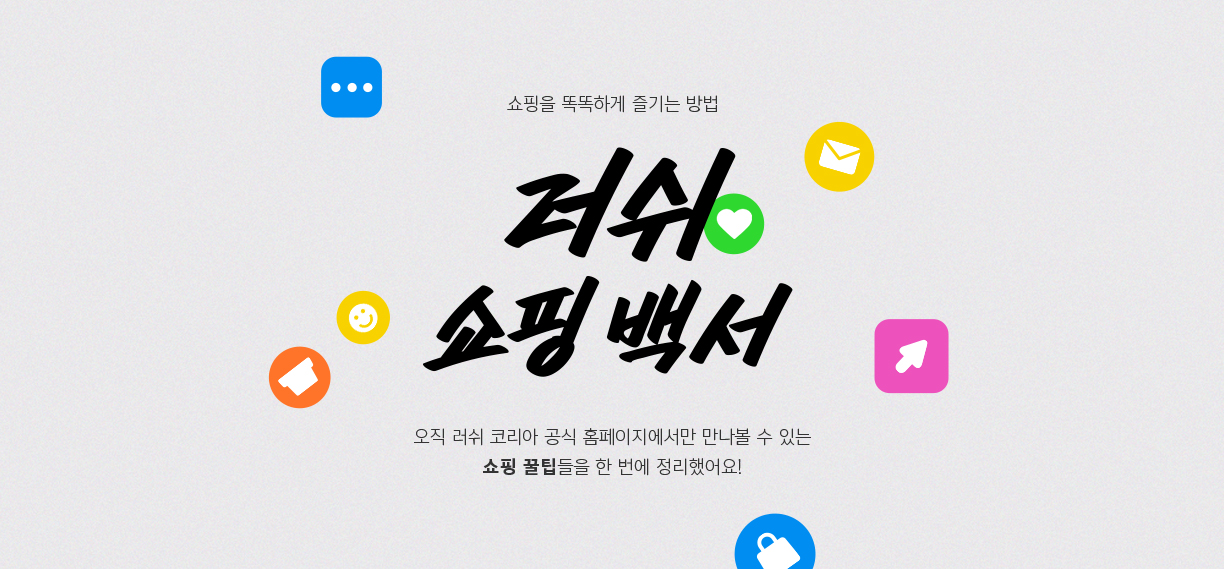 쇼핑을 똑똑하게 즐기는 방법
러쉬
쇼핑 백서
오직 러쉬 코리아 공식 홈페이지에서만 만나볼 수 있는
쇼핑 꿀팁들을 한 번에 정리했어요!